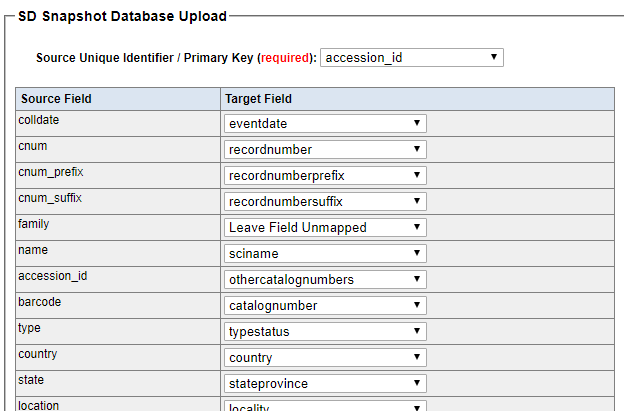 SD Snapshot Database Upload
Source Unique Identifier / Primary Key (required): accession_id
Source Field Target Field
colldate eventdate
cnum recordnumber
cnum_prefix recordnumberprefix
cnum_suffix recordnumbersuffix
family Leave Field Unmapped
name sciname
accession_id othercatalognumbers
barcode catalognumber
type typestatus
country country
state stateprovince
location locality